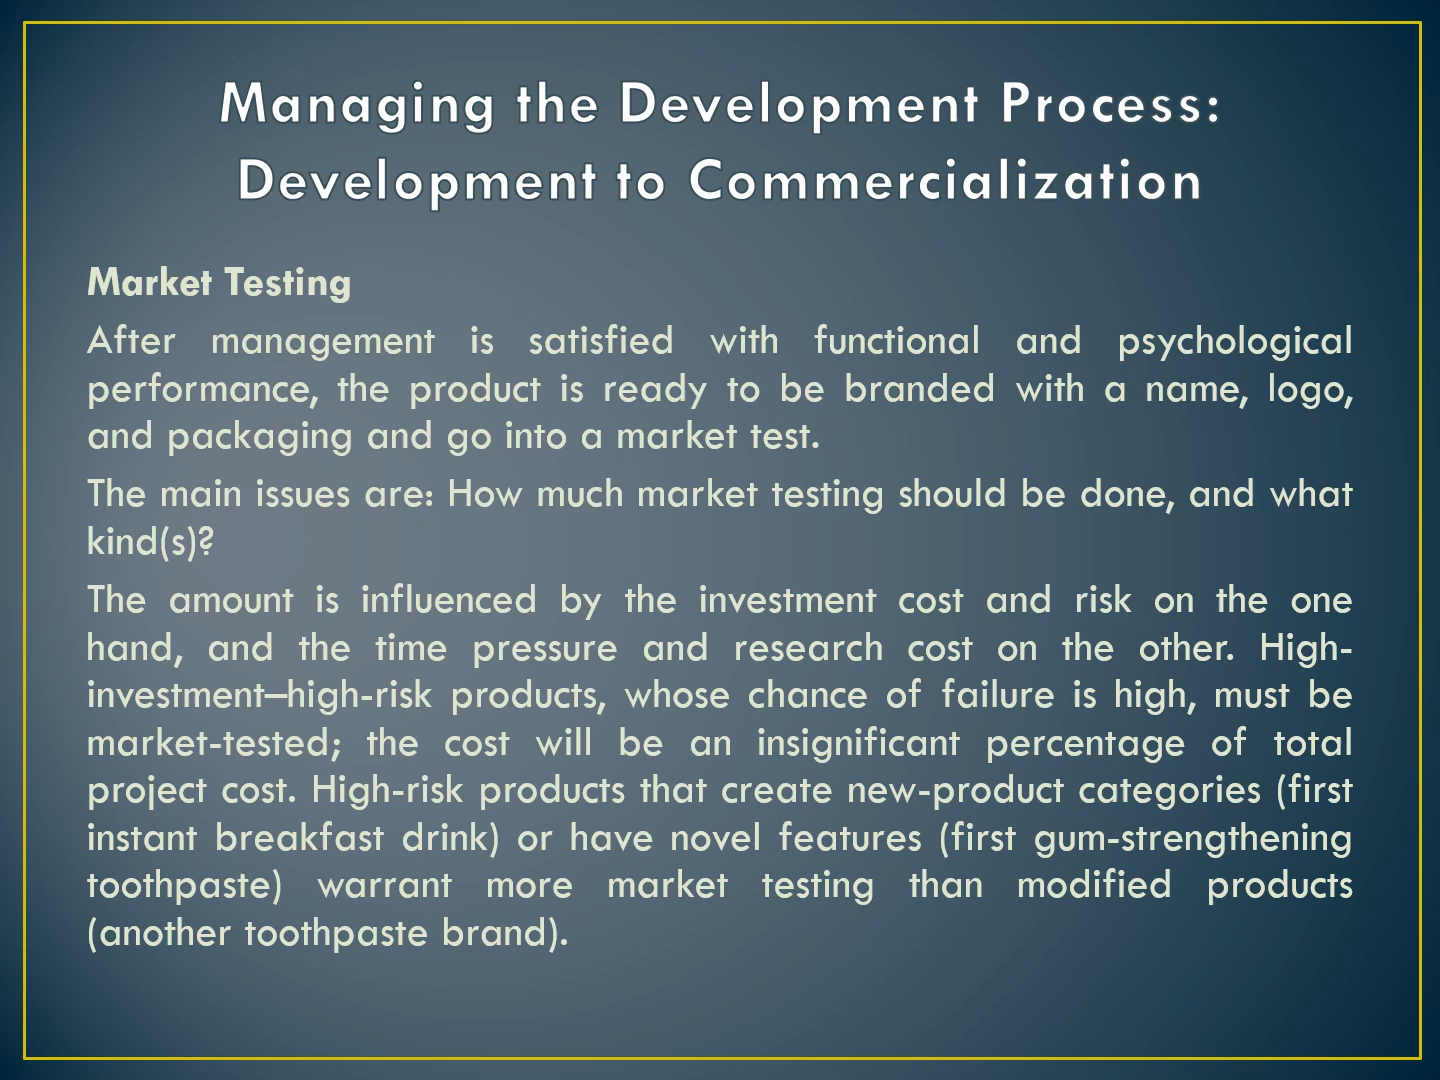 Managing the Development Process:
Development to Commercialization
Market Testing
After management is satisfied with functional and psychological
performance, the product is ready to be branded with a name, logo,
and packaging and go into a market test.
The main issues are: How much market testing should be done, and what
kind(s)?
The amount is influenced by the investment cost and risk on the one
hand, and the time pressure and research cost on the other. High-
investment–high-risk products, whose chance of failure is high, must be
market-tested; the cost will be an insignificant percentage of total
project cost. High-risk products that create new-product categories (first
instant breakfast drink) or have novel features (first gum-strengthening
toothpaste) warrant more market testing than modified products
(another toothpaste brand).